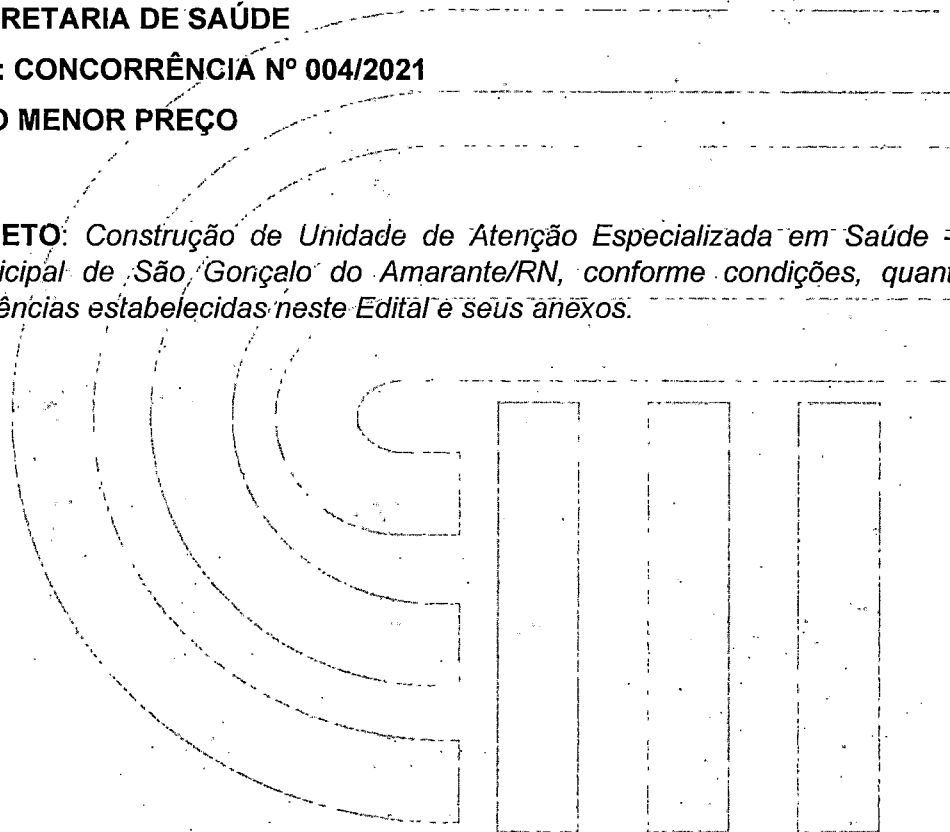 RETARIA DE SAÚDE
: CONCORRÊNCIA Nº 004/2021
O MENOR PREÇO
ETO: Construção de Unidade de Atenção Especializada em Saúde -
icipal de São Gonçalo do Amarante/RN, conforme condições, quant
ências estabelecidas neste Edital e seus anexos.